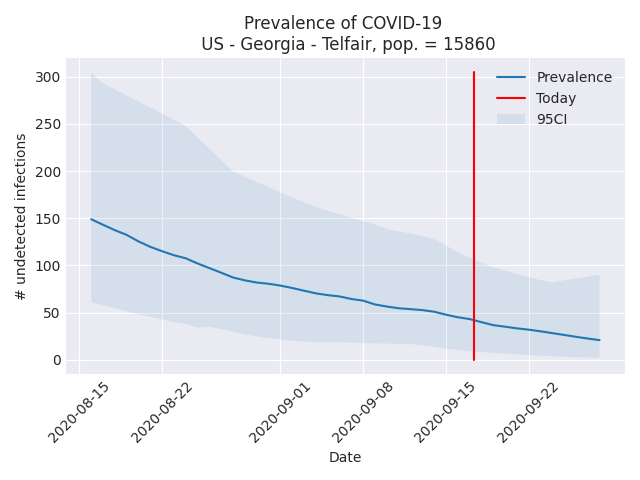 Prevalence of COVID-19
US - Georgia - Telfair, pop. = 15860
Prevalence
Today
95CI
# undetected infections
300
250
200
150
100
50
0
2020-08-15
2020-08-22
2020-09-01
2020-09-08
2020-09-15
2020-09-22
Date